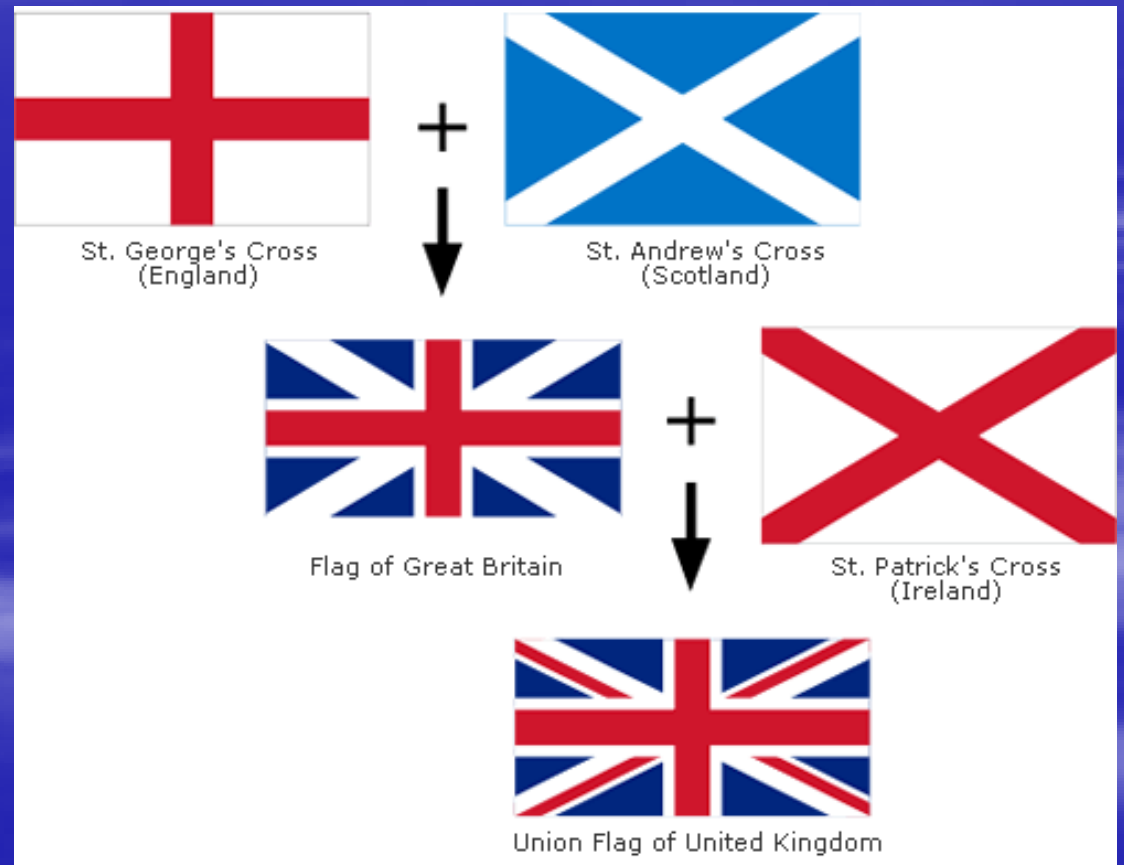 St. George's Cross
(England)
St. Andrew's Cross
(Scotland)
Flag of Great Britain
St. Patrick's Cross
(Ireland)
Union Flag of United Kingdom